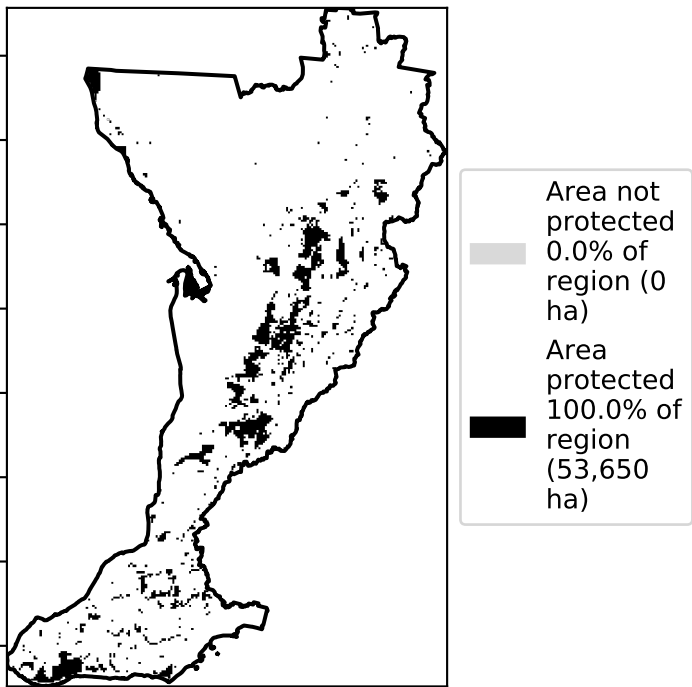 Area not
protected
0.0% of
region (0
ha)
Area
protected
100.0% of
region
(53,650
ha)